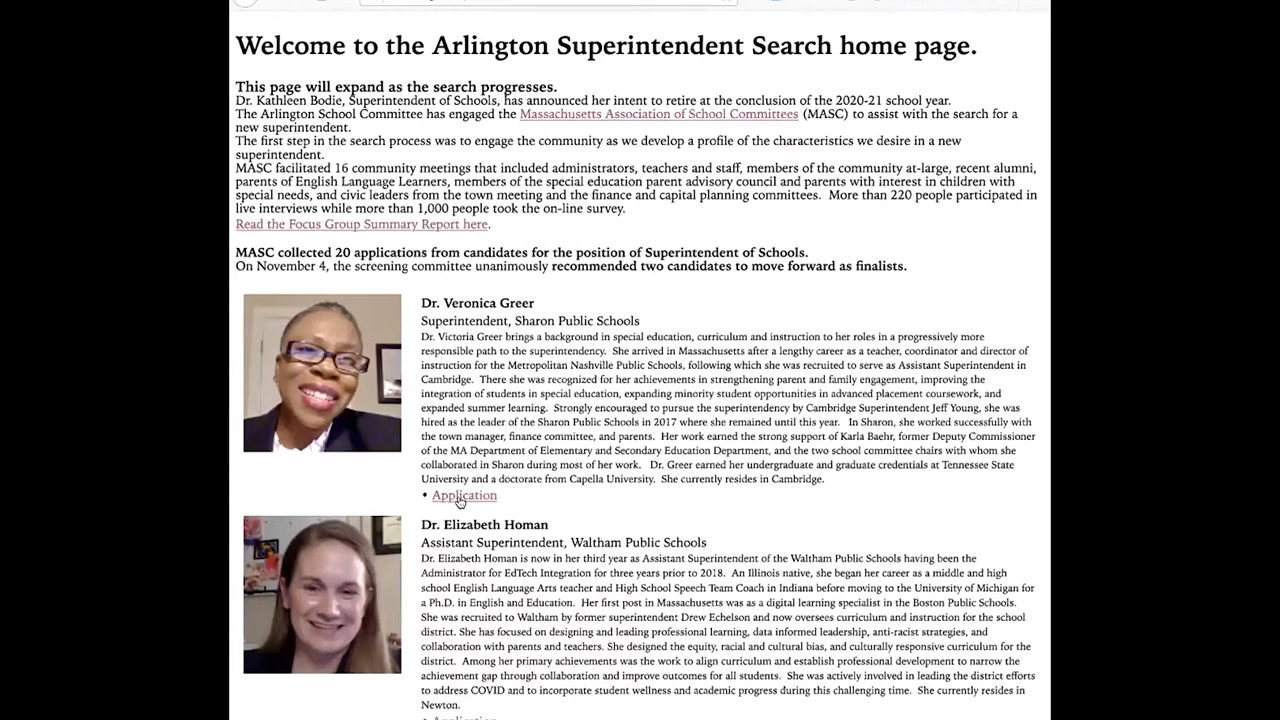 Welcome to the Arlington Superintendent Search home page.
This page will expand as the search progresses.
Dr. Kathleen Bodie, Superintendent of Schools, has announced her intent to retire at the conclusion of the 2020-21 school year.
The Arlington School Committee has engaged the Massachusetts Association of School Committees (MASC) to assist with the search for a
new superintendent.
The first step in the search process was to engage the community as we develop a profile of the characteristics we desire in a new
superintendent.
MASC facilitated 16 community meetings that included administrators, teachers and staff, members of the community at-large, recent alumni,
parents of English Language Learners, members of the special education parent advisory council and parents with interest in children with
special needs, and civic leaders from the town meeting and the finance and capital planning committees. More than 220 people participated in
live interviews while more than 1,000 people took the on-line survey.
Read the Focus Group Summary Report here.
MASC collected 20 applications from candidates for the position of Superintendent of Schools.
On November 4, the screening committee unanimously recommended two candidates to move forward as finalists.
Dr. Veronica Greer
Superintendent, Sharon Public Schools
Dr. Victoria Greer brings a background in special education, curriculum and instruction to her roles in a progressively more
responsible path to the superintendency. She arrived in Massachusetts after a lengthy career as a teacher, coordinator and director of
instruction for the Metropolitan Nashville Public Schools, following which she was recruited to serve as Assistant Superintendent in
Cambridge. There she was recognized for her achievements in strengthening parent and family engagement, improving the
integration of students in special education, expanding minority student opportunities in advanced placement coursework, and
expanded summer learning. Strongly encouraged to pursue the superintendency by Cambridge Superintendent Jeff Young, she was
hired as the leader of the Sharon Public Schools in 2017 where she remained until this year. In Sharon, she worked successfully with
the town manager, finance committee, and parents. Her work earned the strong support of Karla Baehr, former Deputy Commissioner
of the MA Department of Elementary and Secondary Education Department, and the two school committee chairs with whom she
collaborated in Sharon during most of her work. Dr. Greer earned her undergraduate and graduate credentials at Tennessee State
University and a doctorate from Capella University. She currently resides in Cambridge.
• Application
Dr. Elizabeth Homan
Assistant Superintendent, Waltham Public Schools
Dr. Elizabeth Homan is now in her third year as Assistant Superintendent of the Waltham Public Schools having been the
Administrator for EdTech Integration for three years prior to 2018. An Illinois native, she began her career as a middle and high
school English Language Arts teacher and High School Speech Team Coach in Indiana before moving to the University of Michigan for
a Ph.D. in English and Education. Her first post in Massachusetts was as a digital learning specialist in the Boston Public Schools.
She was recruited to Waltham by former superintendent Drew Echelson and now oversees curriculum and instruction for the school
district. She has focused on designing and leading professional learning, data informed leadership, anti-racist strategies, and
collaboration with parents and teachers. She designed the equity, racial and cultural bias, and culturally responsive curriculum for the
district. Among her primary achievements was the work to align curriculum and establish professional development to narrow the
achievement gap through collaboration and improve outcomes for all students. She was actively involved in leading the district efforts
to address COVID and to incorporate student wellness and academic progress during this challenging time. She currently resides in
Newton.